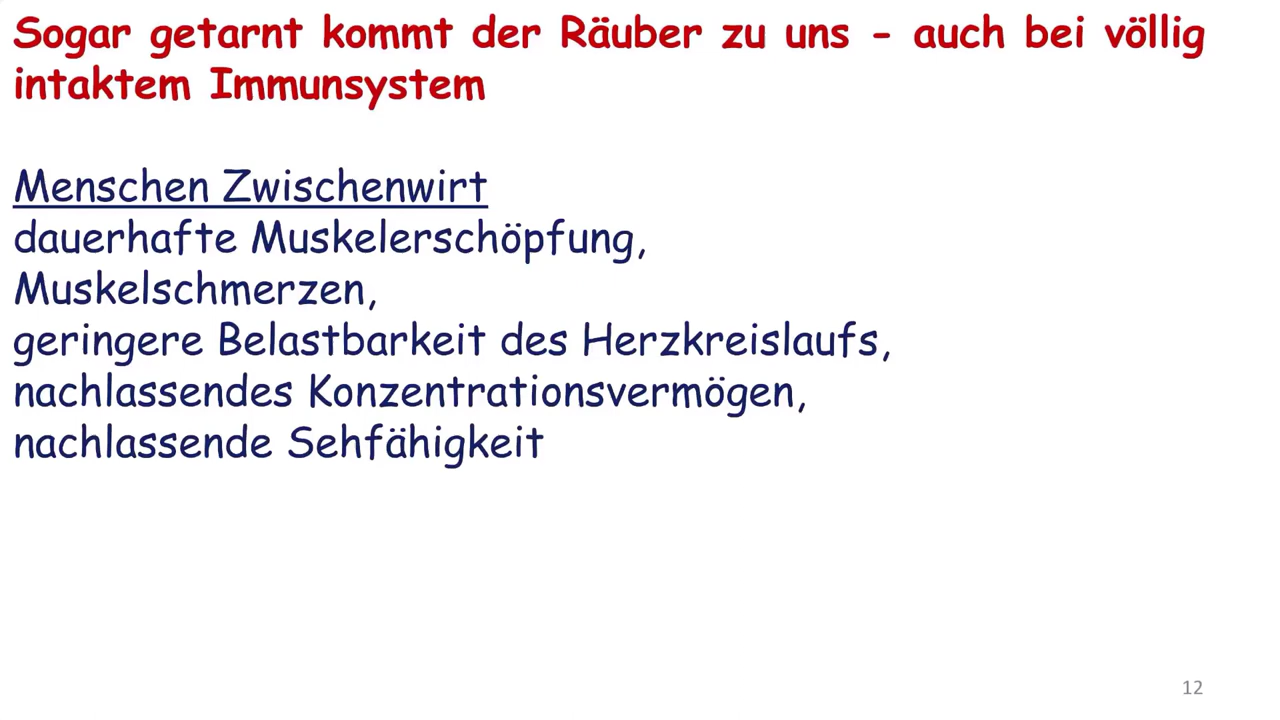 Sogar getarnt kommt der Räuber zu uns - auch bei völlig
intaktem Immunsystem
Menschen Zwischenwirt
dauerhafte Muskelerschöpfung,
Muskelschmerzen,
geringere Belastbarkeit des Herzkreislaufs,
nachlassendes Konzentrationsvermögen,
nachlassende Sehfähigkeit
12